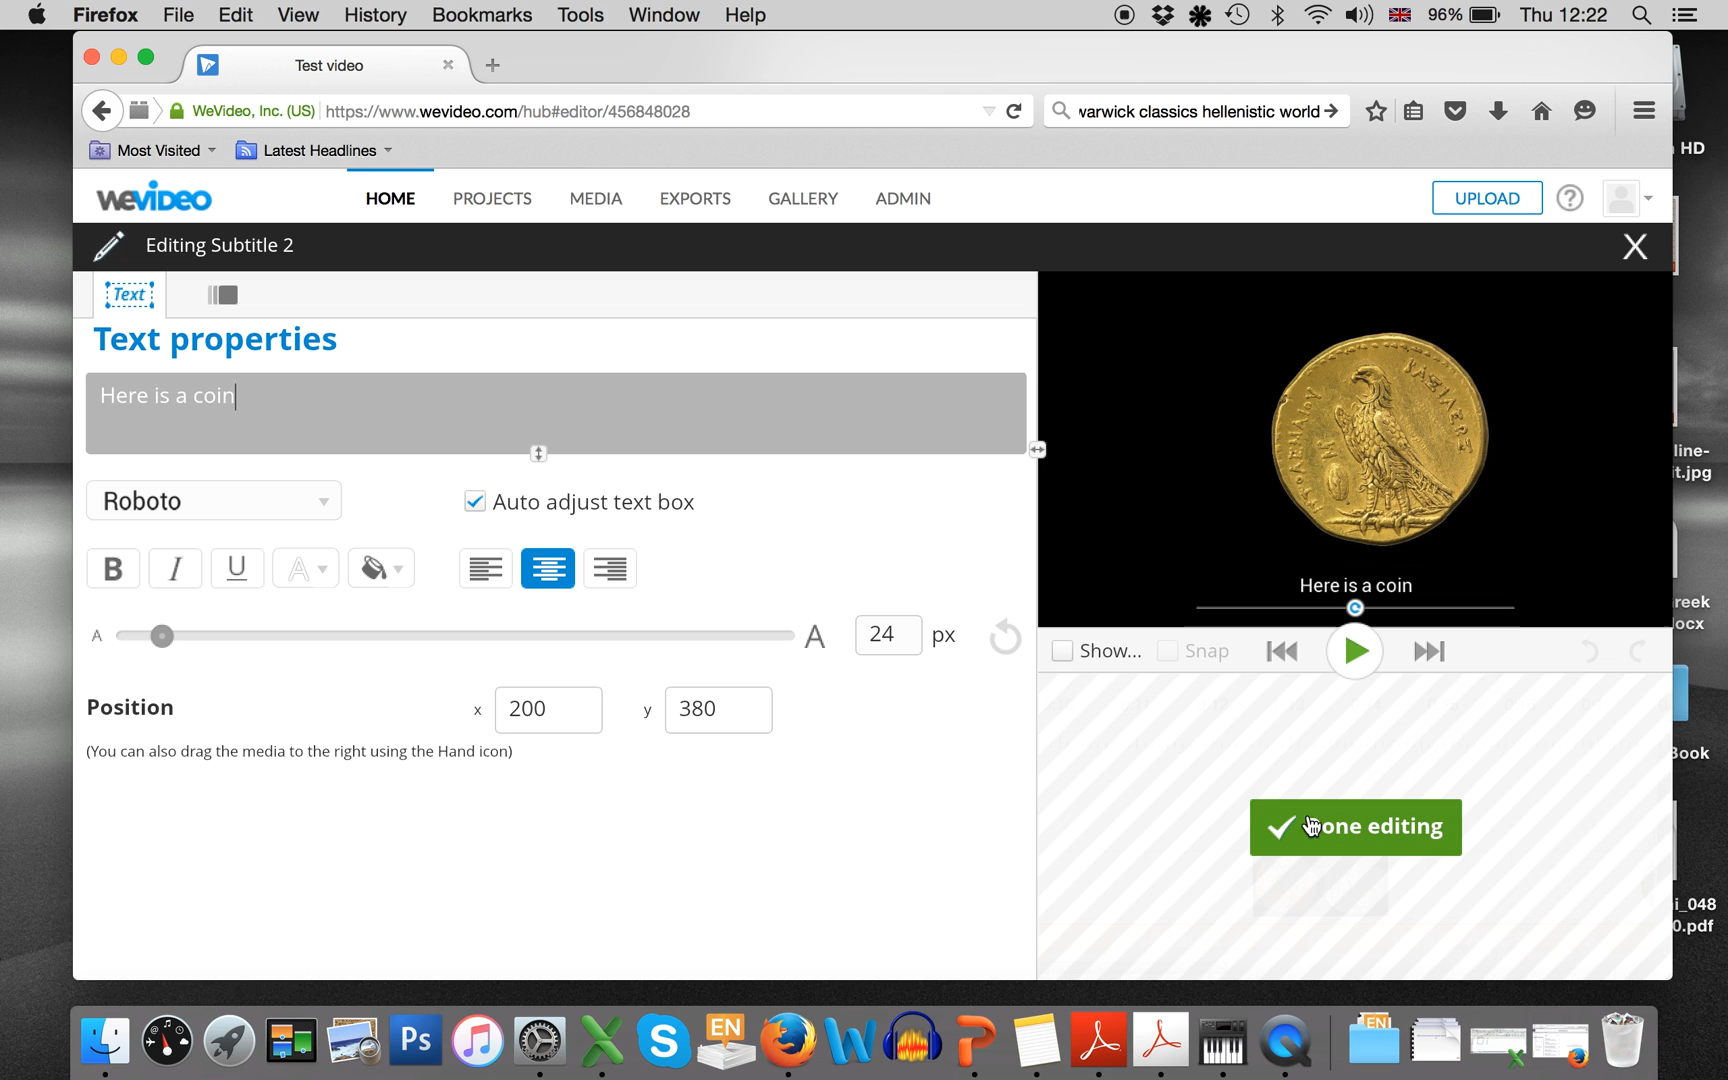 Firefox File Edit View History Bookmarks Tools Window Help 96% Thu 12:22
Test video
WeVideo, Inc. (US) https://www.wevideo.com/hub#editor/456848028 warwick classics hellenistic world
Most Visited Latest Headlines
WeVideo HOME PROJECTS MEDIA EXPORTS GALLERY ADMIN UPLOAD ?
Editing Subtitle 2 X
Text
Text properties
Here is a coin
Roboto Auto adjust text box
B I U A
A A 24 px
Position x 200 y 380
(You can also drag the media to the right using the Hand icon)
Here is a coin
Show... Snap
one editing
HD
line-
it.jpg
reek
ocx
Book
i_048
0.pdf
Ps EN EN